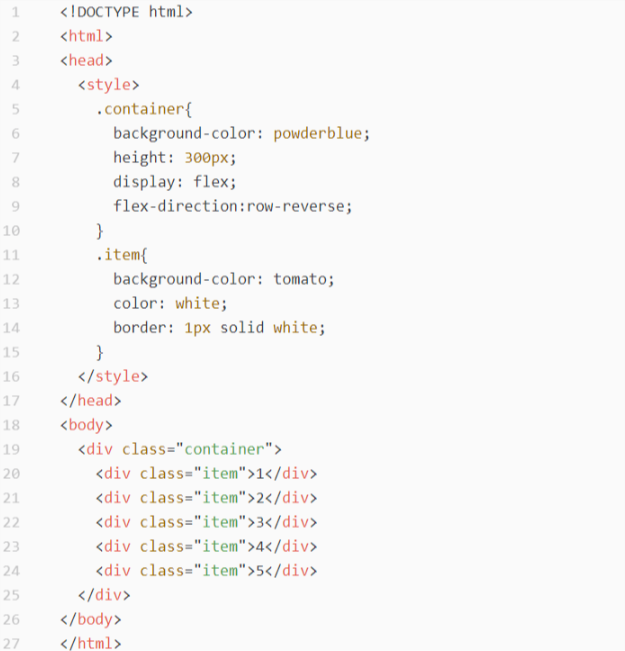 1 <!DOCTYPE html>
2 <html>
3 <head>
4   <style>
5     .container{
6       background-color: powderblue;
7       height: 300px;
8       display: flex;
9       flex-direction:row-reverse;
10     }
11     .item{
12       background-color: tomato;
13       color: white;
14       border: 1px solid white;
15     }
16   </style>
17 </head>
18 <body>
19   <div class="container">
20     <div class="item">1</div>
21     <div class="item">2</div>
22     <div class="item">3</div>
23     <div class="item">4</div>
24     <div class="item">5</div>
25   </div>
26 </body>
27 </html>